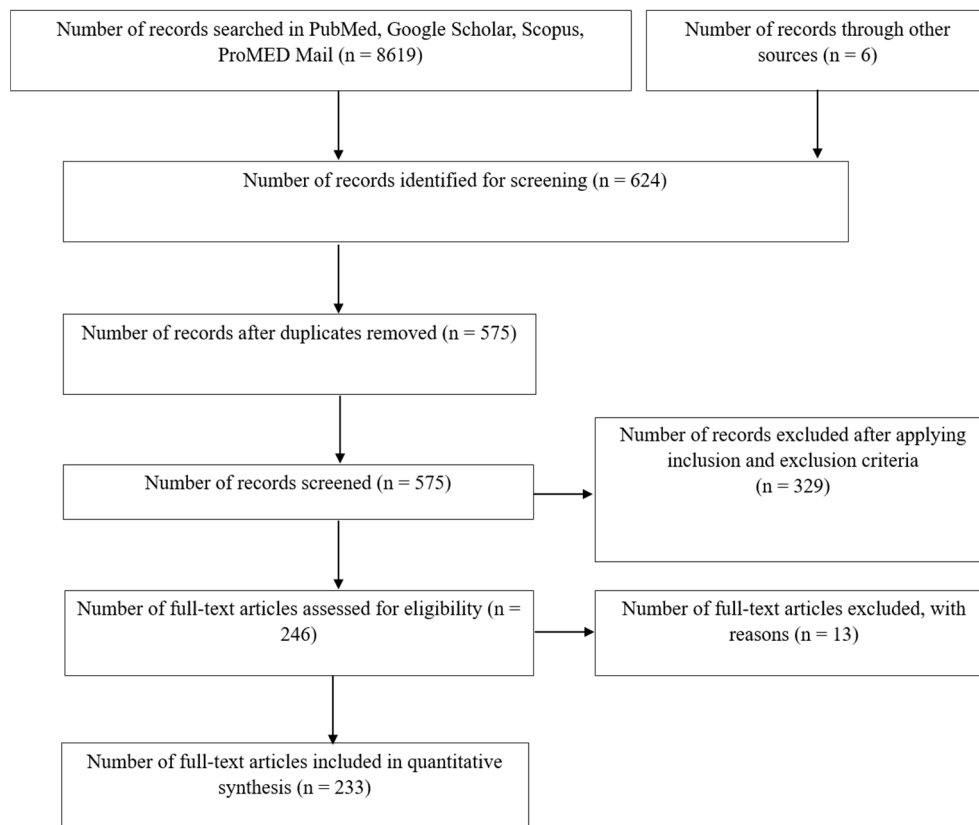 Number of records searched in PubMed, Google Scholar, Scopus,
ProMED Mail (n = 8619)
Number of records through other
sources (n = 6)
Number of records identified for screening (n = 624)
Number of records after duplicates removed (n = 575)
Number of records excluded after applying
inclusion and exclusion criteria
(n = 329)
Number of records screened (n = 575)
Number of full-text articles assessed for eligibility (n =
246)
Number of full-text articles excluded, with
reasons (n = 13)
Number of full-text articles included in quantitative
synthesis (n = 233)